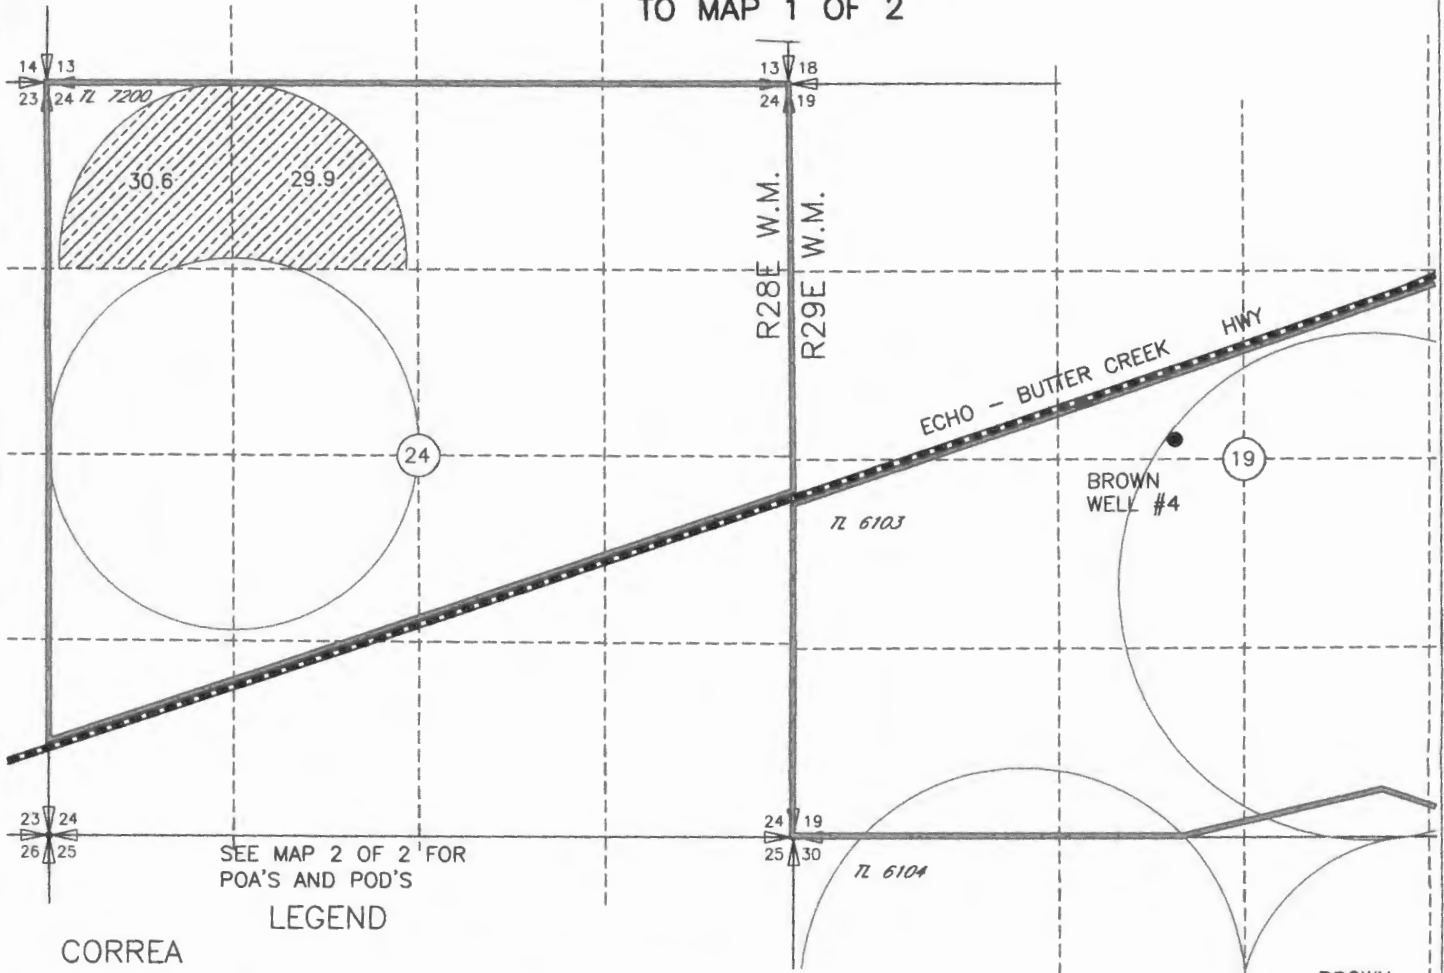 TO MAP 1 OF 2
14 13
13 18
23 24 TL 7200
24 19
30.6 29.9
R28E W.M.
R29E W.M.
ECHO - BUTTER CREEK HWY
24
19
BROWN
WELL #4
TL 6103
23 24
24 19
26 25
25 30
SEE MAP 2 OF 2 FOR
POA'S AND POD'S
TL 6104
LEGEND
CORREA